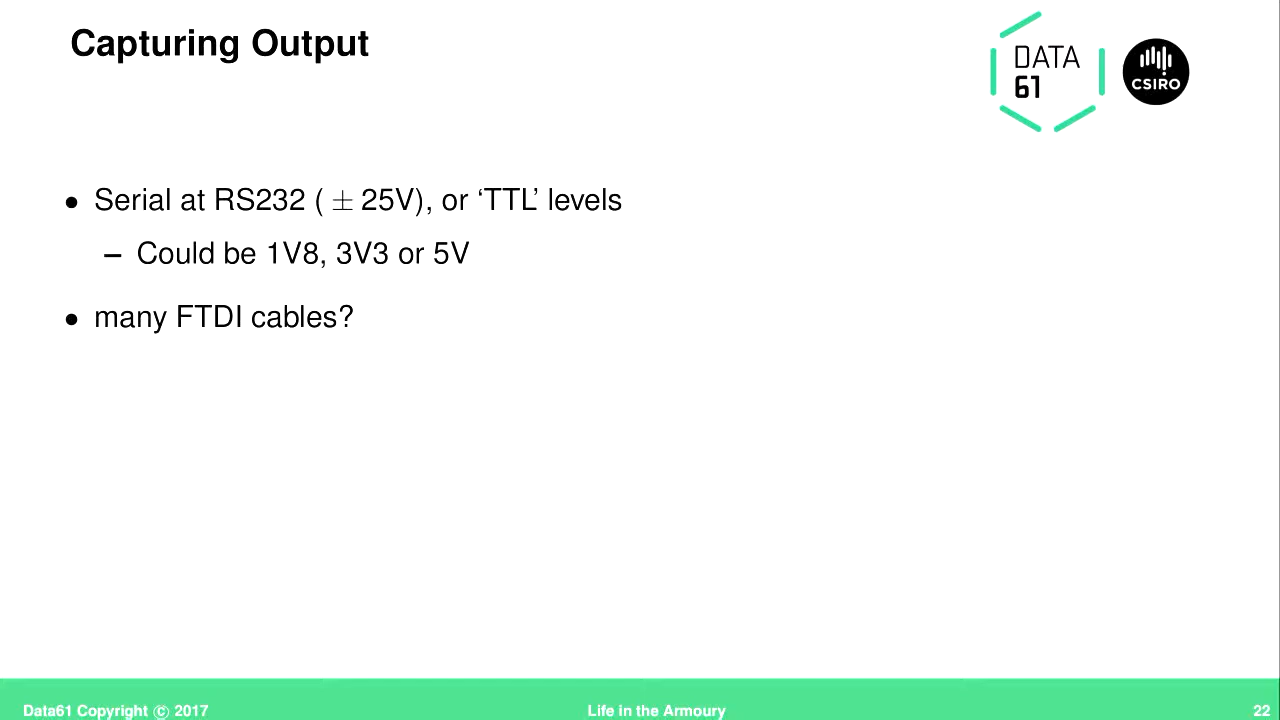 Capturing Output
DATA
61
CSIRO
• Serial at RS232 ( ± 25V), or ‘TTL’ levels
– Could be 1V8, 3V3 or 5V
• many FTDI cables?
Data61 Copyright © 2017
Life in the Armoury
22